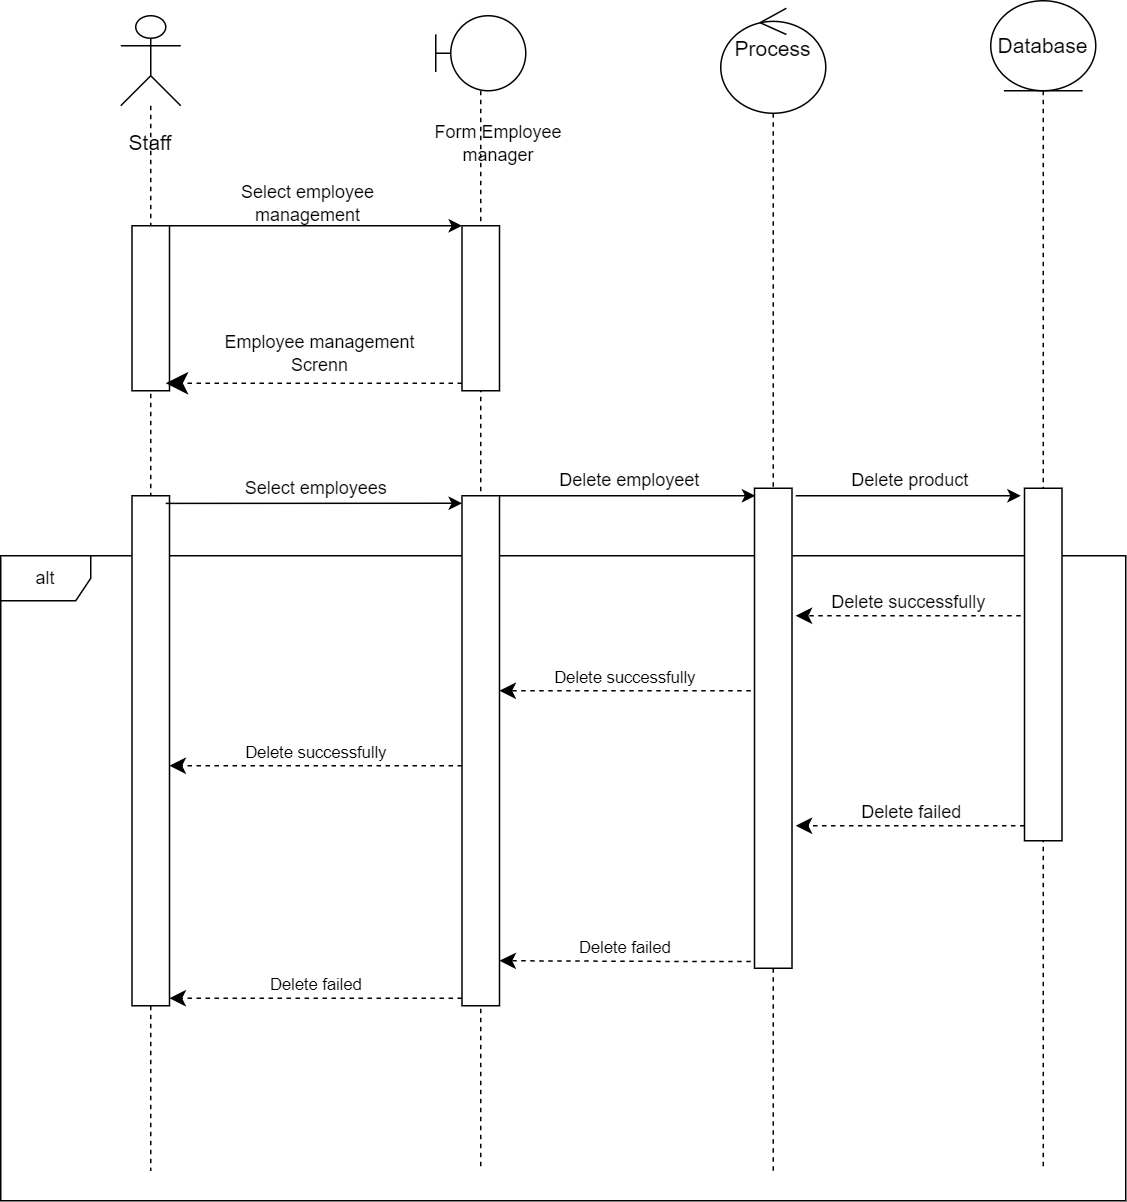 Process
Database
Staff
Form Employee
manager
Select employee
management
Employee management
Screnn
Select employees
Delete employeet
Delete product
alt
Delete successfully
Delete successfully
Delete successfully
Delete failed
Delete failed
Delete failed